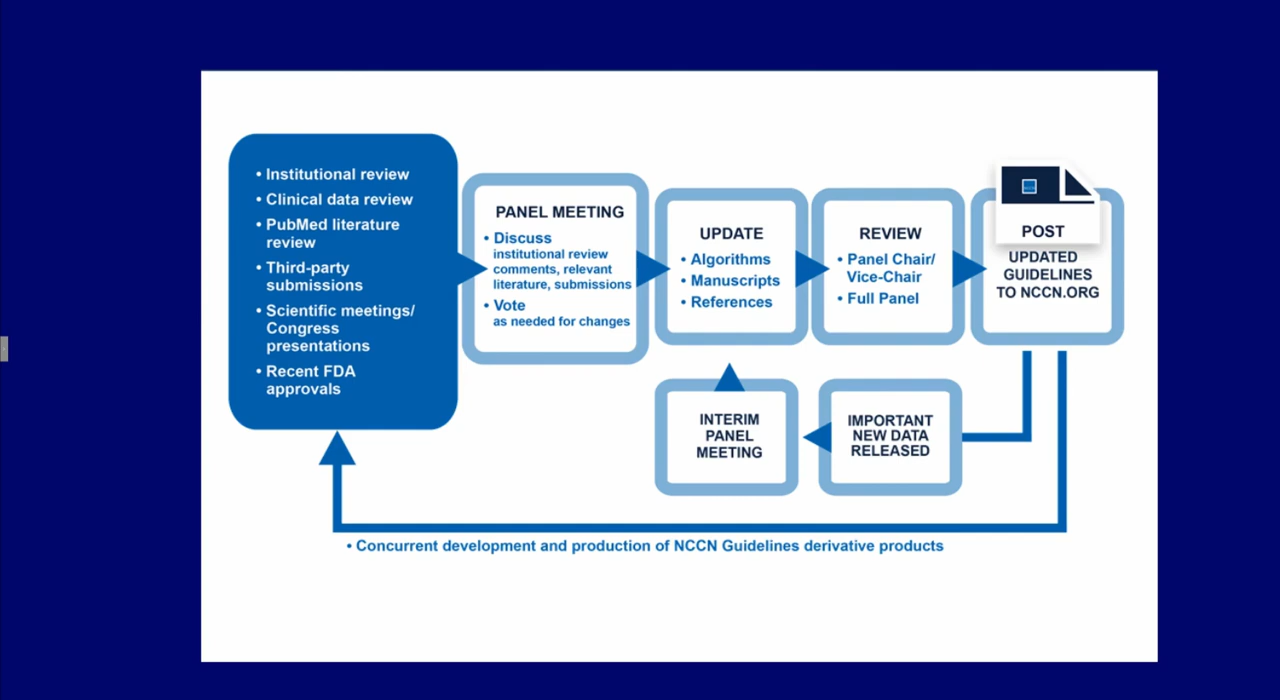 • Institutional review
• Clinical data review
• PubMed literature
review
• Third-party
submissions
• Scientific meetings/
Congress
presentations
• Recent FDA
approvals
PANEL MEETING
• Discuss
institutional review
comments, relevant
literature, submissions
• Vote
as needed for changes
UPDATE
• Algorithms
• Manuscripts
• References
REVIEW
• Panel Chair/
Vice-Chair
• Full Panel
POST
UPDATED
GUIDELINES
TO NCCN.ORG
INTERIM
PANEL
MEETING
IMPORTANT
NEW DATA
RELEASED
• Concurrent development and production of NCCN Guidelines derivative products